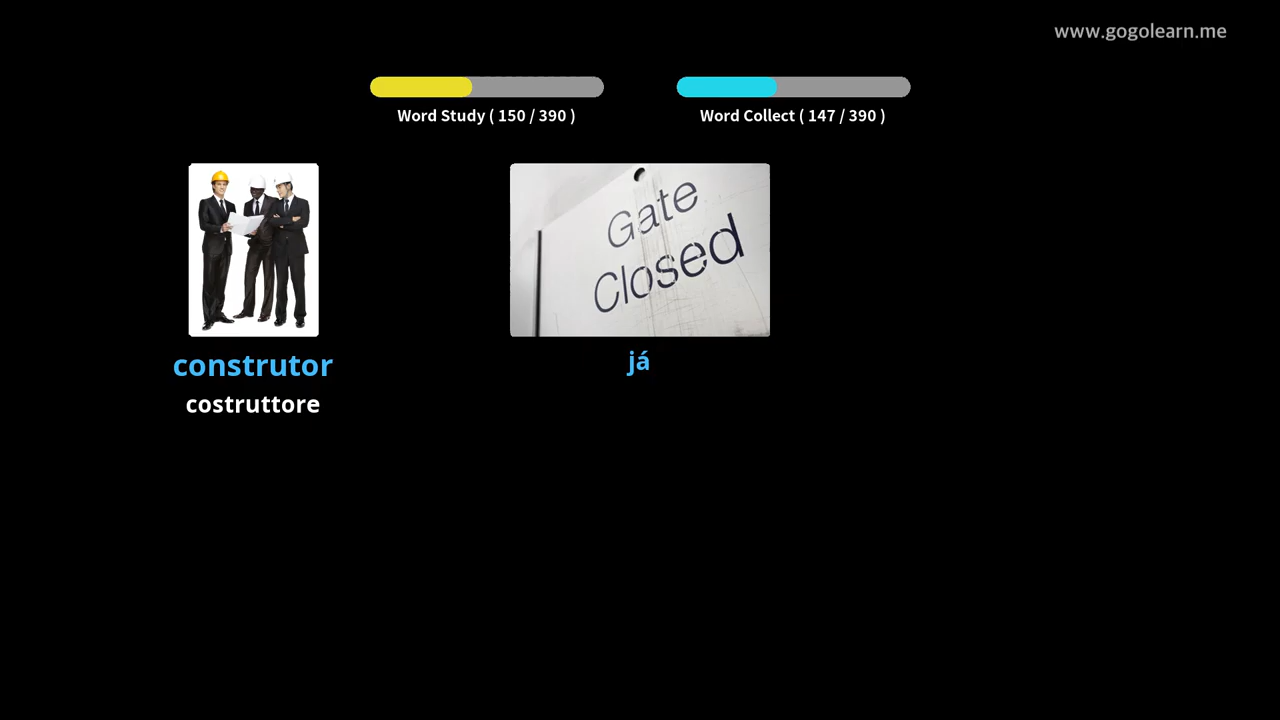 www.gogolearn.me
Word Study ( 150 / 390 )
Word Collect ( 147 / 390 )
Gate
Closed
construtor
costruttore
já